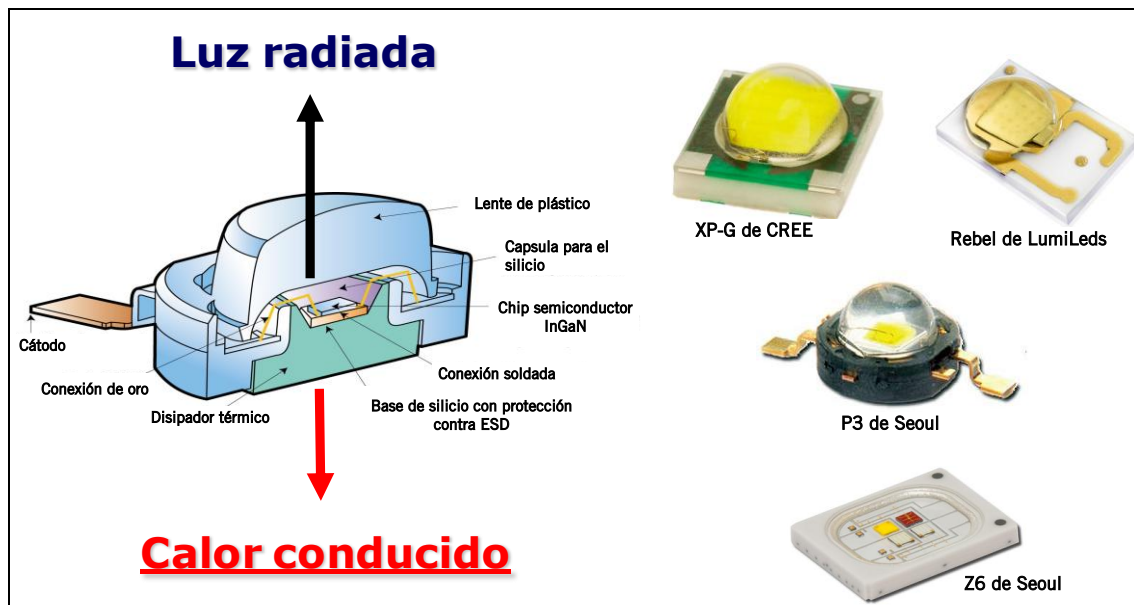 Luz radiada
Lente de plástico
Capsula para el
silicio
Chip semiconductor
InGaN
Cátodo
Conexión de oro
Conexión soldada
Disipador térmico
Base de silicio con protección
contra ESD
Calor conducido
XP-G de CREE
Rebel de LumiLeds
P3 de Seoul
Z6 de Seoul